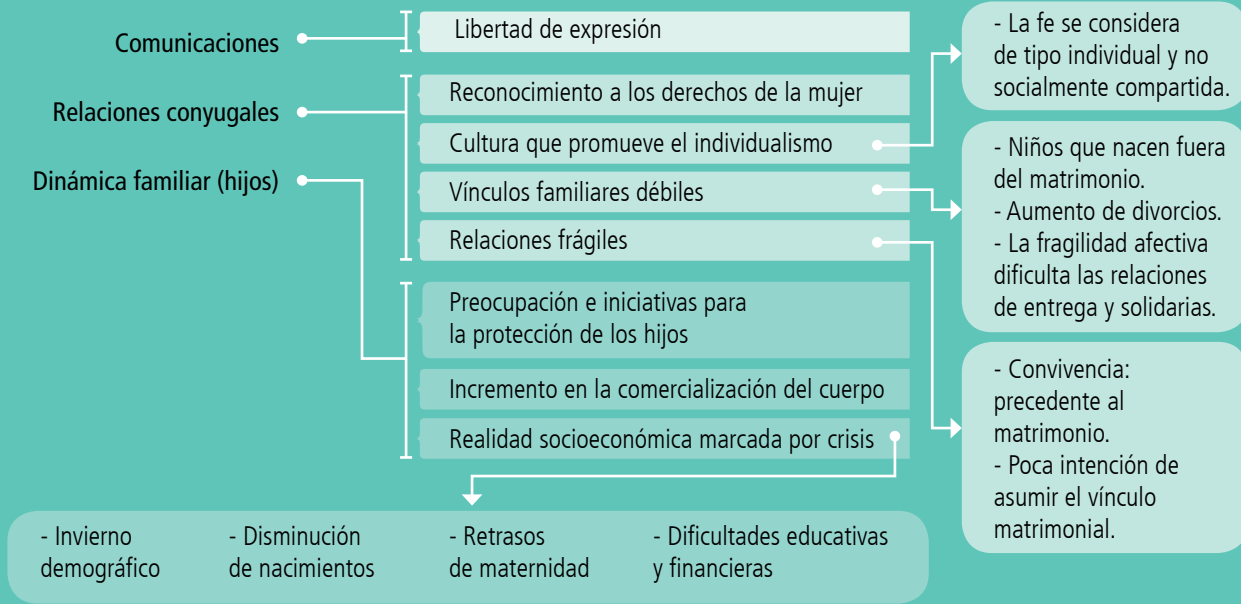 Comunicaciones
Relaciones conyugales
Dinámica familiar (hijos)
Libertad de expresión
Reconocimiento a los derechos de la mujer
Cultura que promueve el individualismo
Vínculos familiares débiles
Relaciones frágiles
Preocupación e iniciativas para
la protección de los hijos
Incremento en la comercialización del cuerpo
Realidad socioeconómica marcada por crisis
- La fe se considera
de tipo individual y no
socialmente compartida.
- Niños que nacen fuera
del matrimonio.
- Aumento de divorcios.
- La fragilidad afectiva
dificulta las relaciones
de entrega y solidarias.
- Convivencia:
precedente al
matrimonio.
- Poca intención de
asumir el vínculo
matrimonial.
- Invierno
demográfico
- Disminución
de nacimientos
- Retrasos
de maternidad
- Dificultades educativas
y financieras